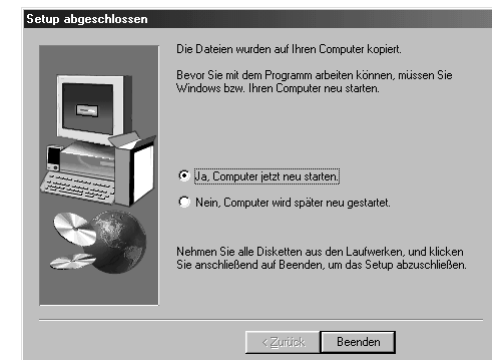 Setup abgeschlossen
Die Dateien wurden auf Ihren Computer kopiert.
Bevor Sie mit dem Programm arbeiten können, müssen Sie
Windows bzw. Ihren Computer neu starten.
Ja, Computer jetzt neu starten.
Nein, Computer wird später neu gestartet.
Nehmen Sie alle Disketten aus den Laufwerken, und klicken
Sie anschließend auf Beenden, um das Setup abzuschließen.
< Zurück Beenden